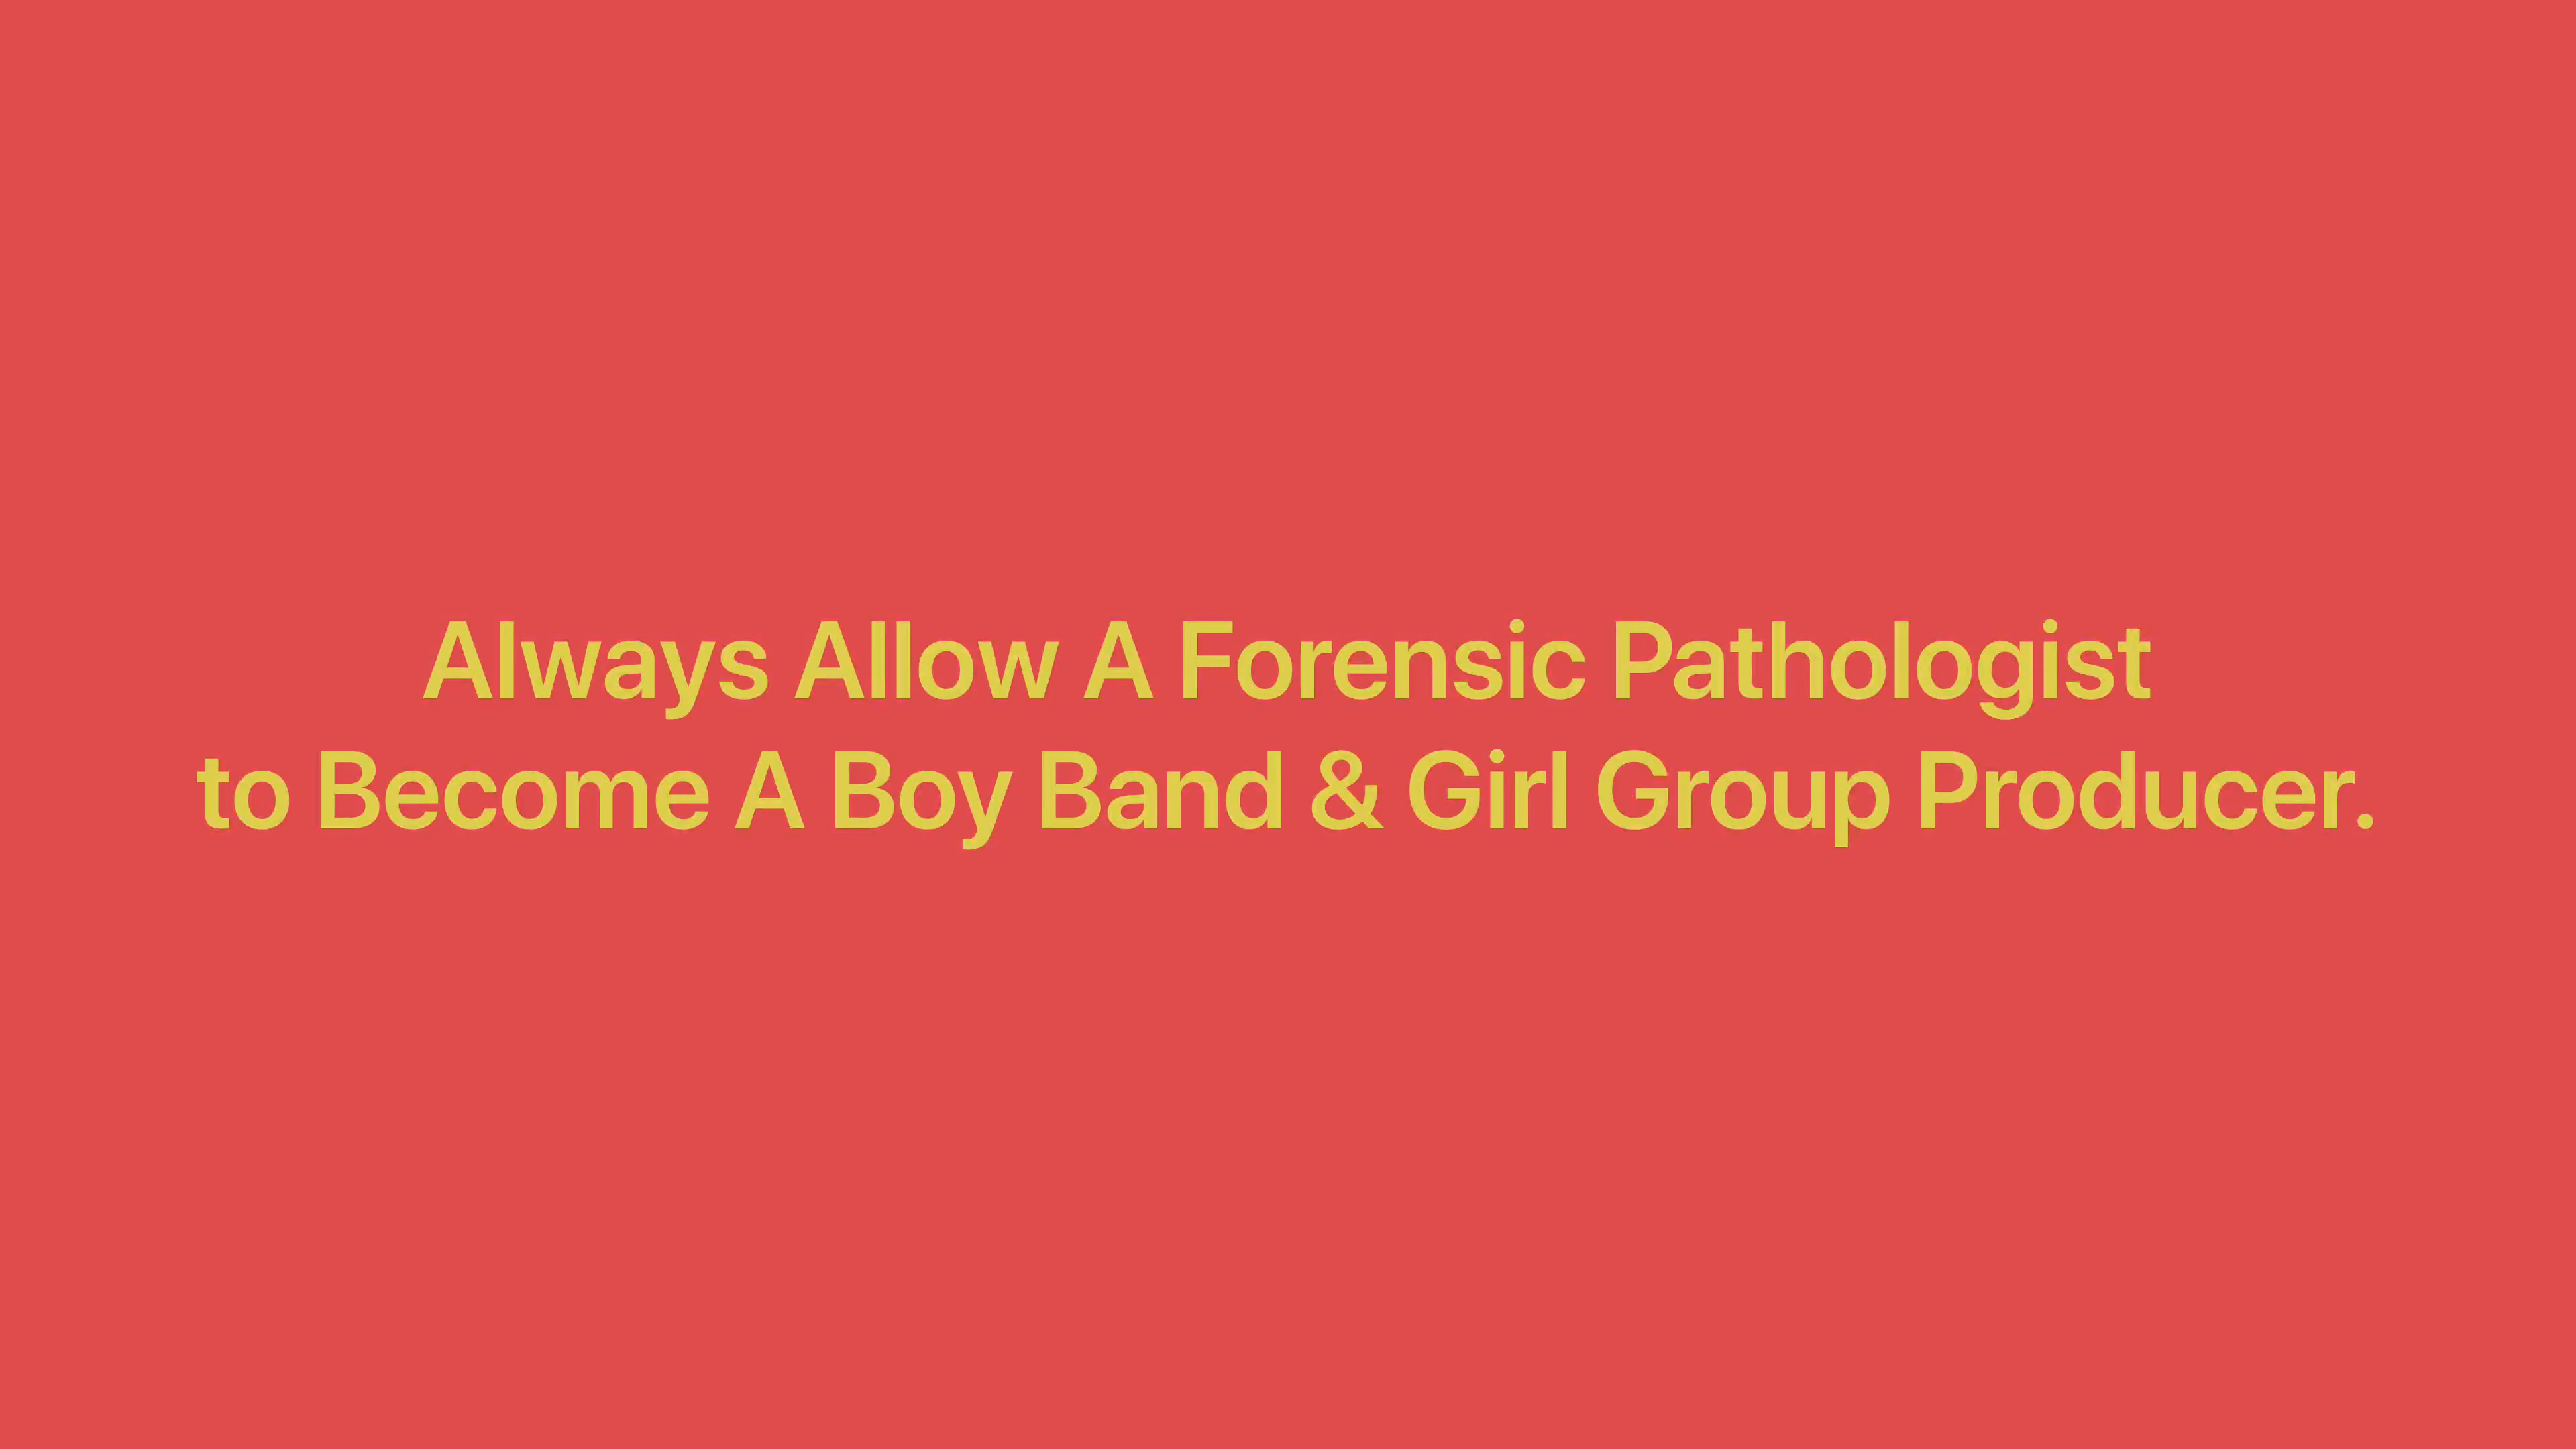 Always Allow A Forensic Pathologist
to Become A Boy Band & Girl Group Producer.